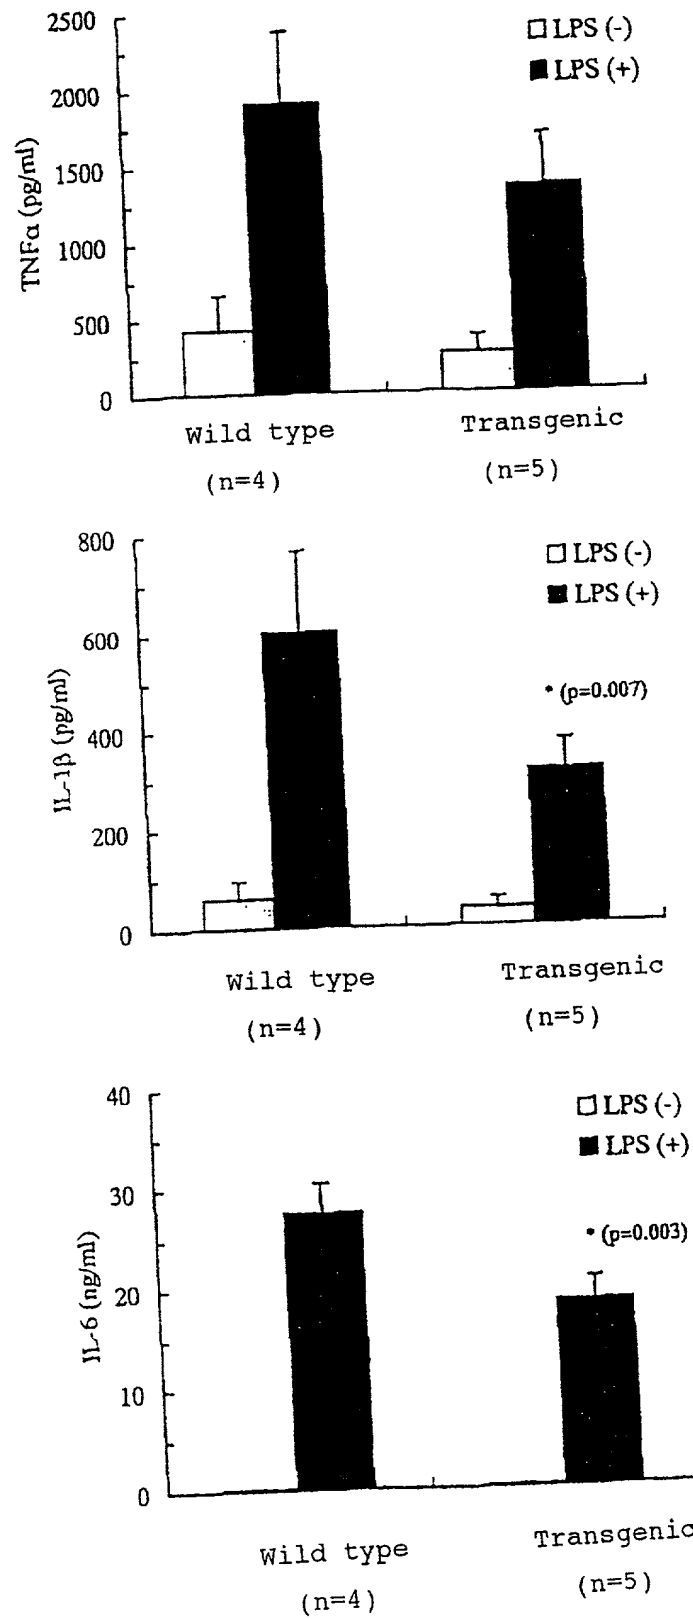 2500
2000
1500
1000
500
0
TNFα (pg/ml)
LPS (-)
LPS (+)
Wild type
Transgenic
(n=4)
(n=5)
800
600
400
200
0
IL-1β (pg/ml)
LPS (-)
LPS (+)
* (p=0.007)
Wild type
Transgenic
(n=4)
(n=5)
40
30
20
10
0
IL-6 (ng/ml)
LPS (-)
LPS (+)
* (p=0.003)
Wild type
Transgenic
(n=4)
(n=5)